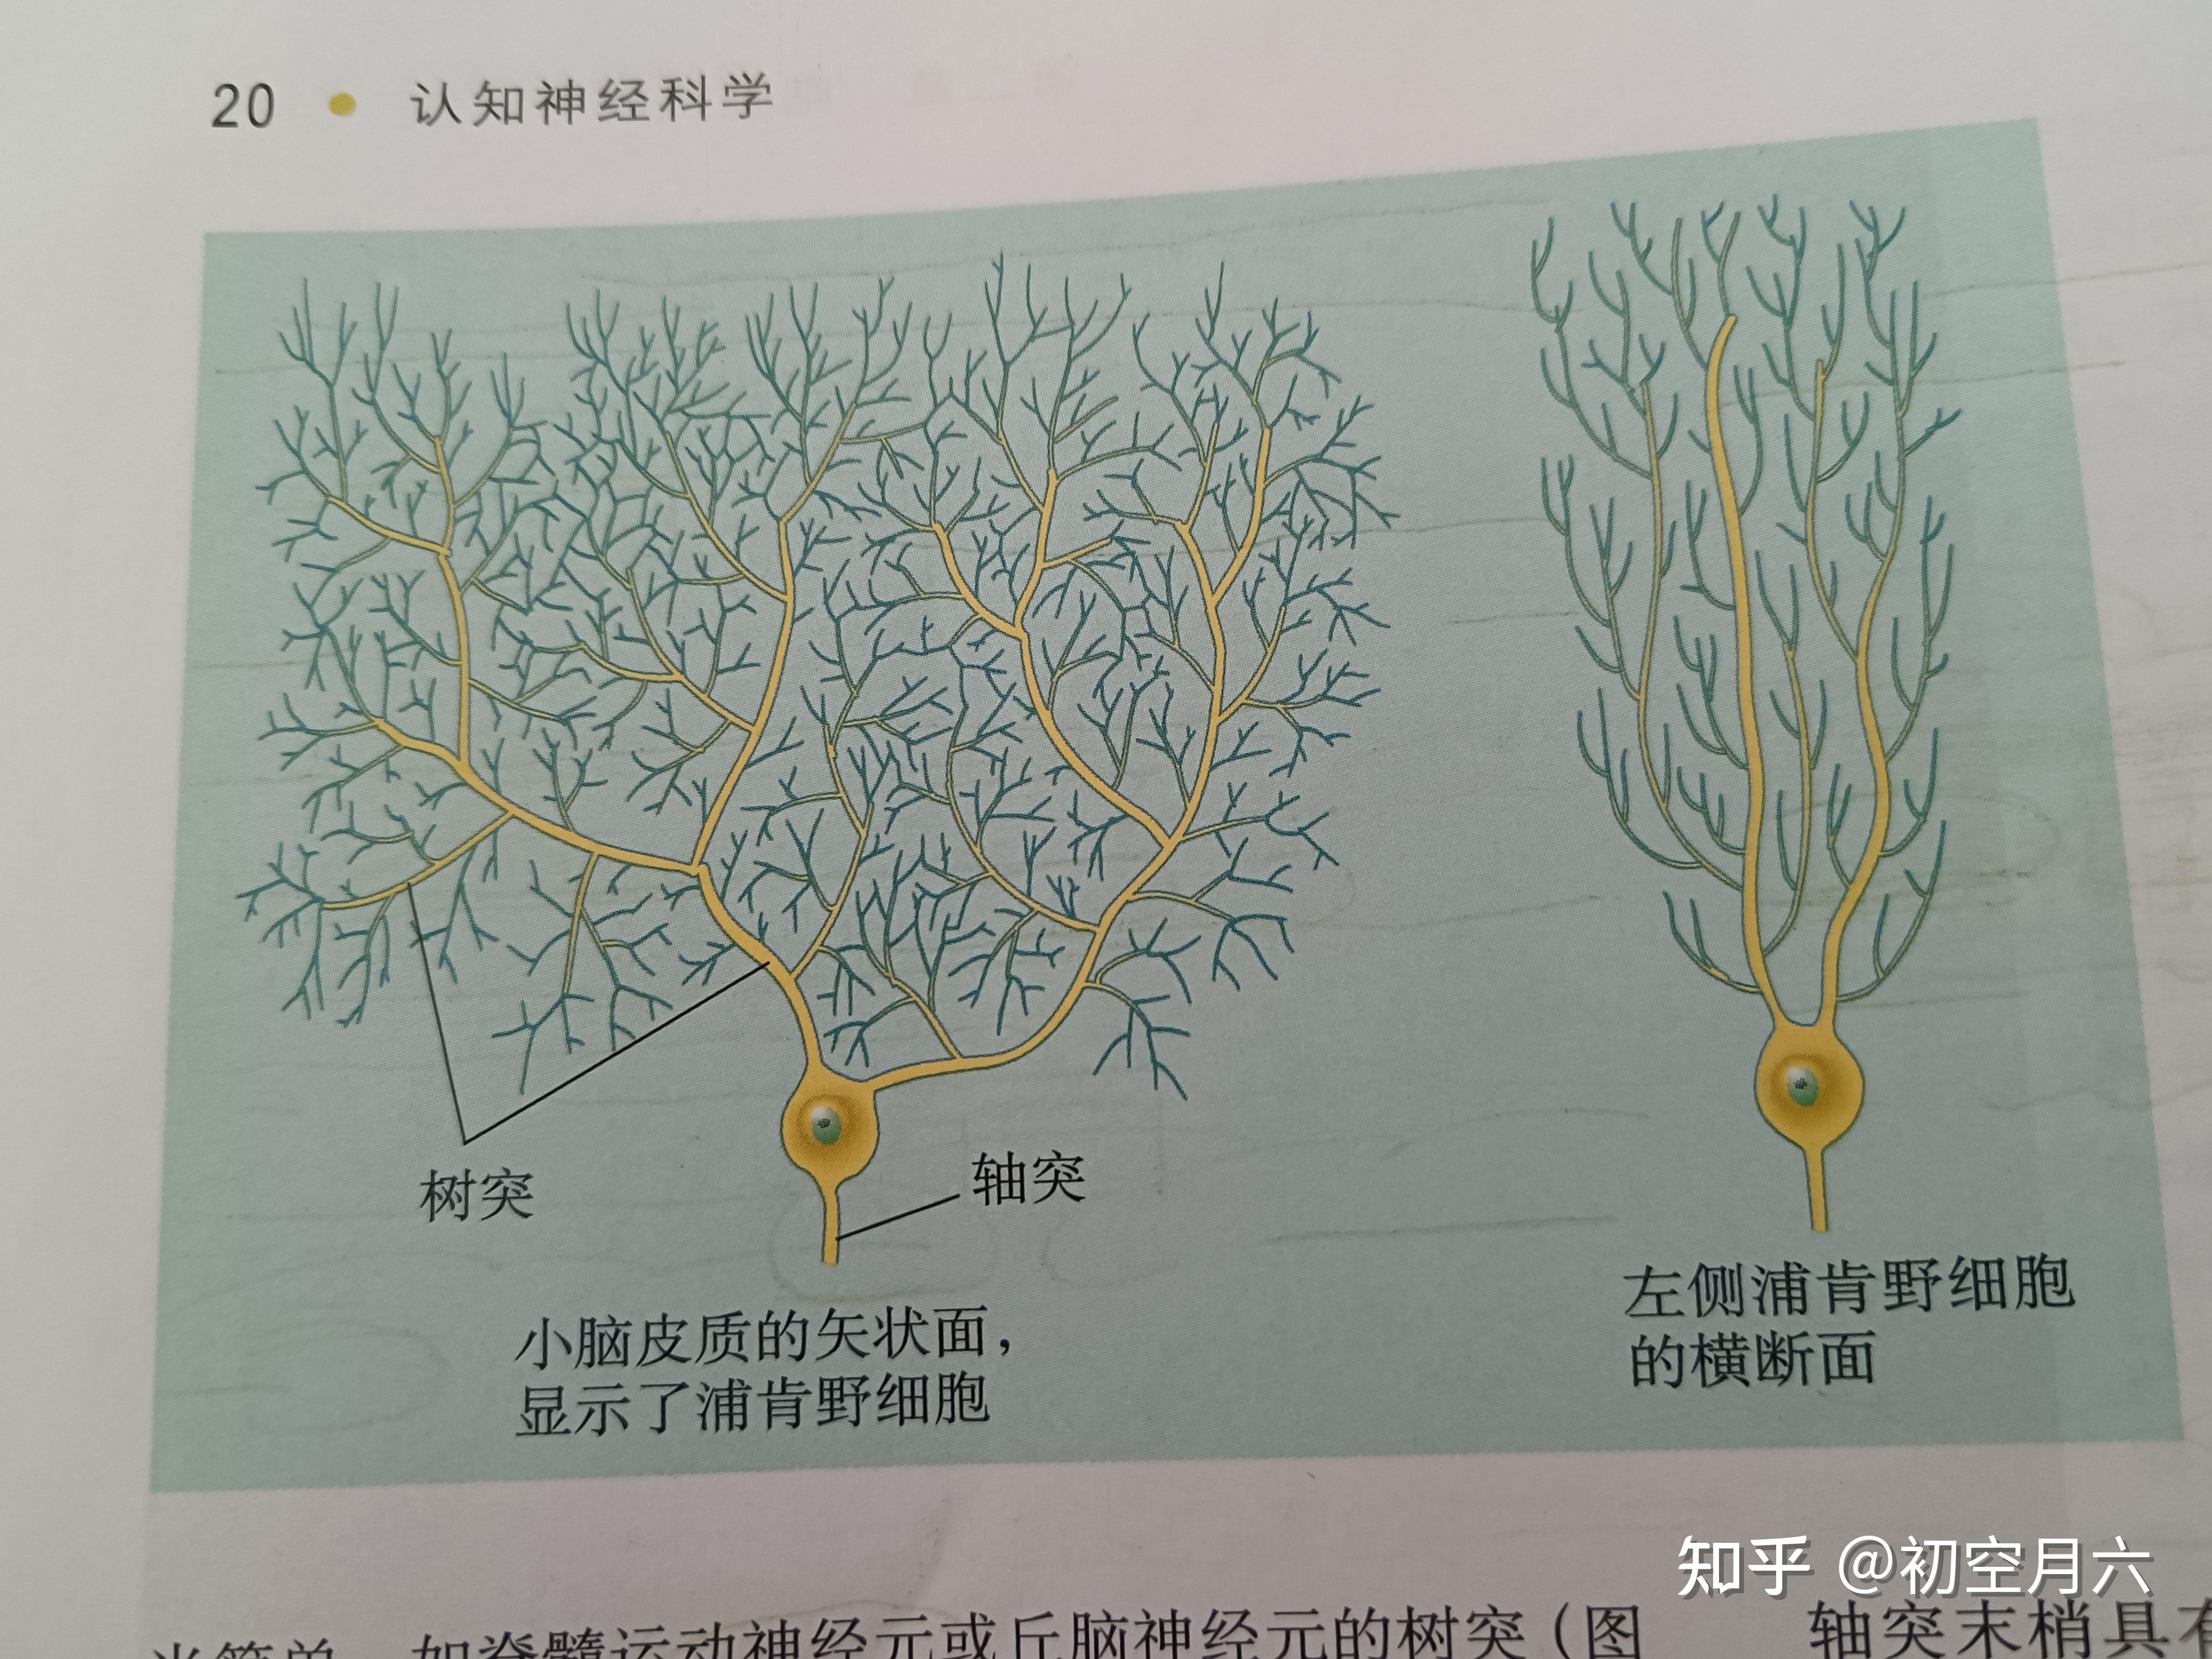 20 • 认知神经科学
树突
轴突
小脑皮质的矢状面，
显示了浦肯野细胞
左侧浦肯野细胞
的横断面
知乎 @初空月六
如脊髓运动神经元或丘脑神经元的树突（图
轴突末梢具有